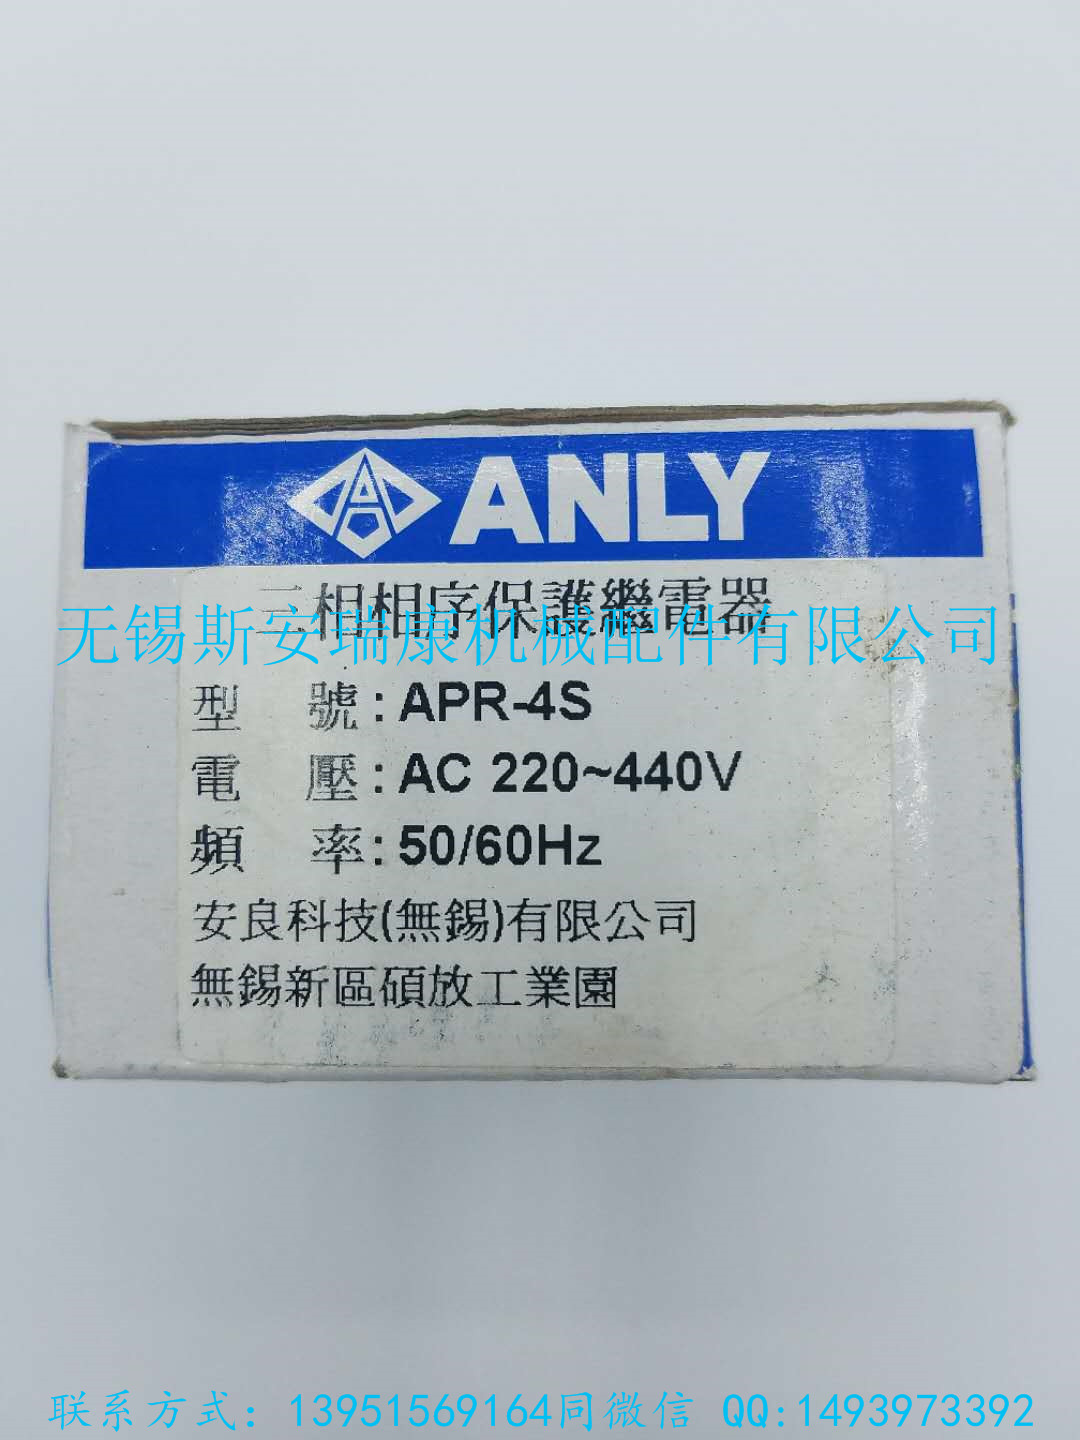 ANLY
三相相序保護繼電器
无锡斯安瑞康机械配件有限公司
型 號：APR-4S
電 壓：AC 220~440V
頻 率：50/60Hz
安良科技(無錫)有限公司
無錫新區碩放工業園
联系方式：13951569164同微信 QQ:1493973392